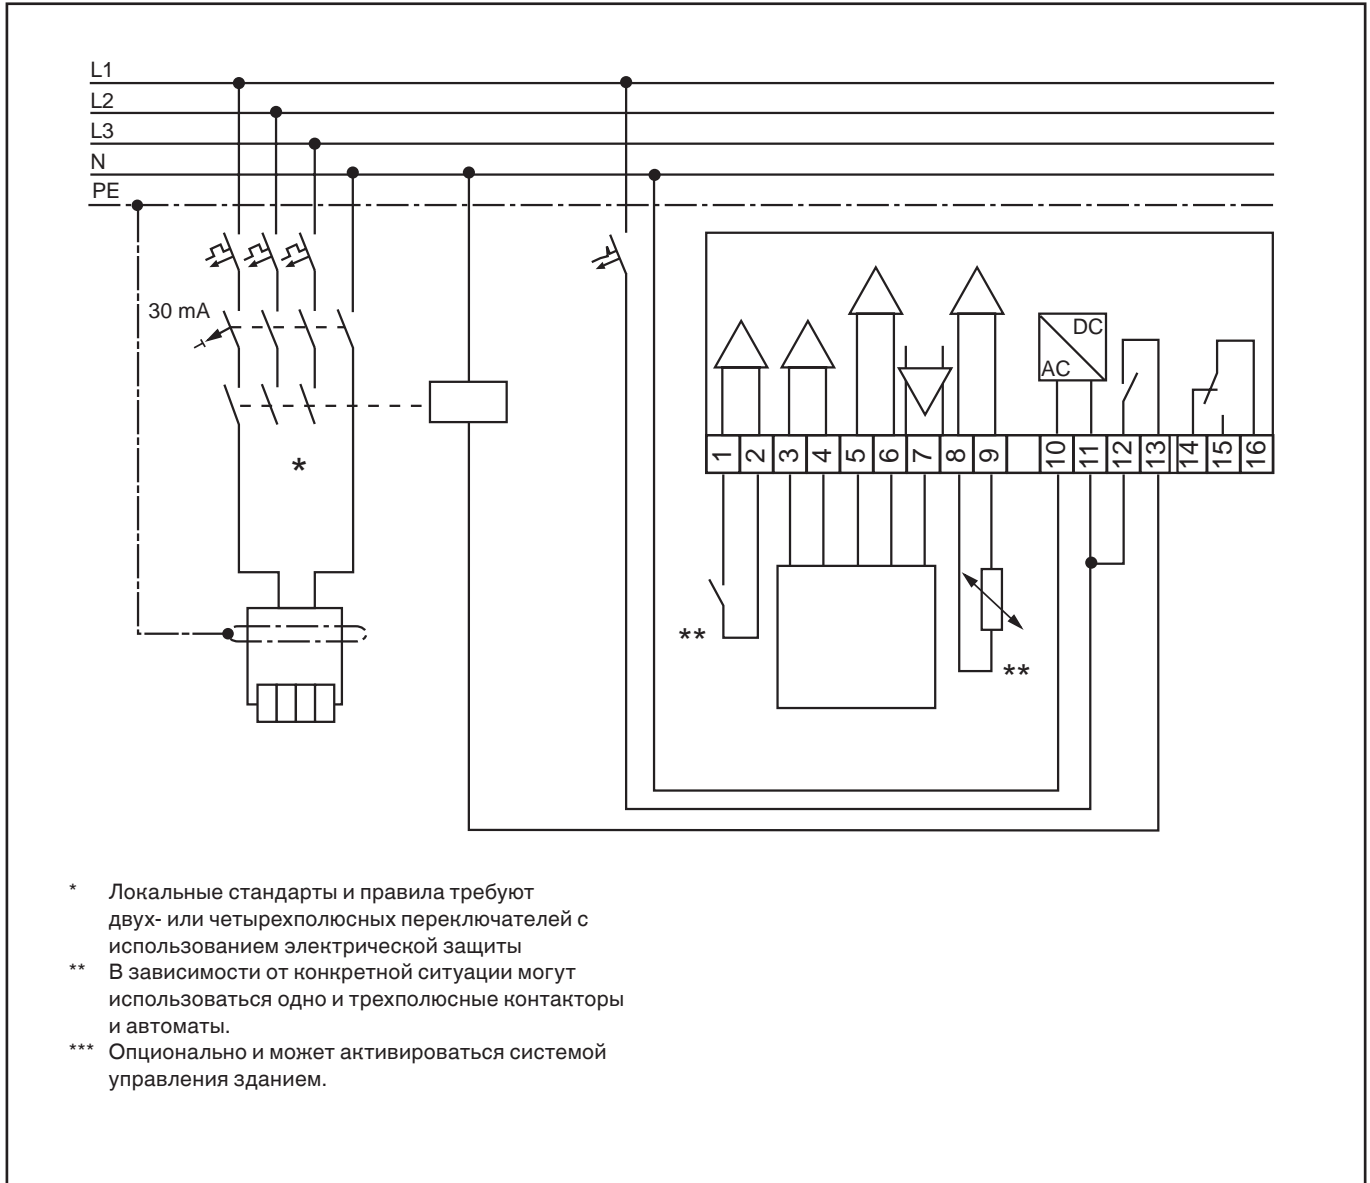 L1
L2
L3
N
PE
30 mA
DC
AC
1 2 3 4 5 6 7 8 9 10 11 12 13 14 15 16
*
**
**
* Локальные стандарты и правила требуют
двух- или четырехполюсных переключателей с
использованием электрической защиты
** В зависимости от конкретной ситуации могут
использоваться одно и трехполюсные контакторы
и автоматы.
*** Опционально и может активироваться системой
управления зданием.